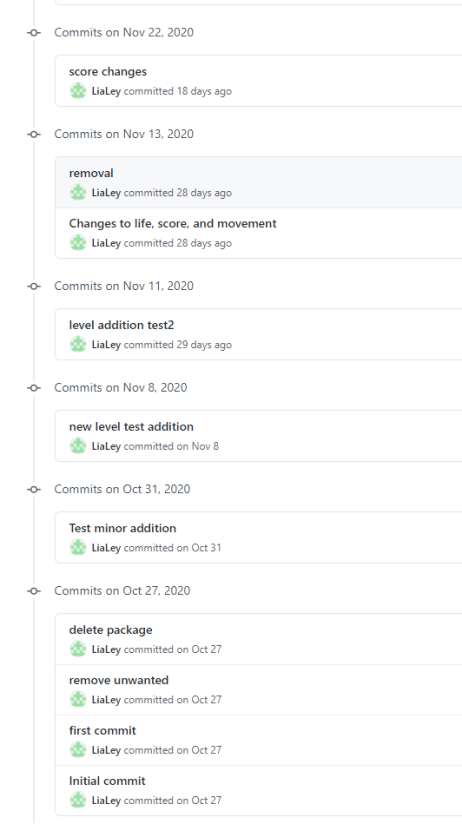 Commits on Nov 22, 2020
score changes
LiaLey committed 18 days ago
Commits on Nov 13, 2020
removal
LiaLey committed 28 days ago
Changes to life, score, and movement
LiaLey committed 28 days ago
Commits on Nov 11, 2020
level addition test2
LiaLey committed 29 days ago
Commits on Nov 8, 2020
new level test addition
LiaLey committed on Nov 8
Commits on Oct 31, 2020
Test minor addition
LiaLey committed on Oct 31
Commits on Oct 27, 2020
delete package
LiaLey committed on Oct 27
remove unwanted
LiaLey committed on Oct 27
first commit
LiaLey committed on Oct 27
Initial commit
LiaLey committed on Oct 27